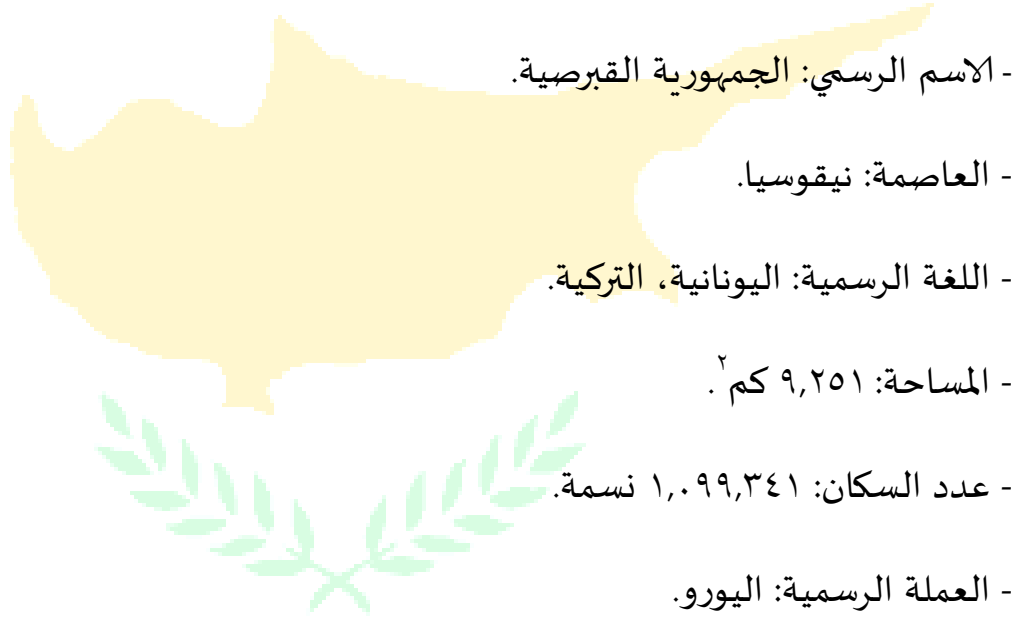 - الاسم الرسمي: الجمهورية القبرصية.
- العاصمة: نيقوسيا.
- اللغة الرسمية: اليونانية، التركية.
- المساحة: ٩,٢٥١ كم٢.
- عدد السكان: ١,٠٩٩,٣٤١ نسمة.
- العملة الرسمية: اليورو.